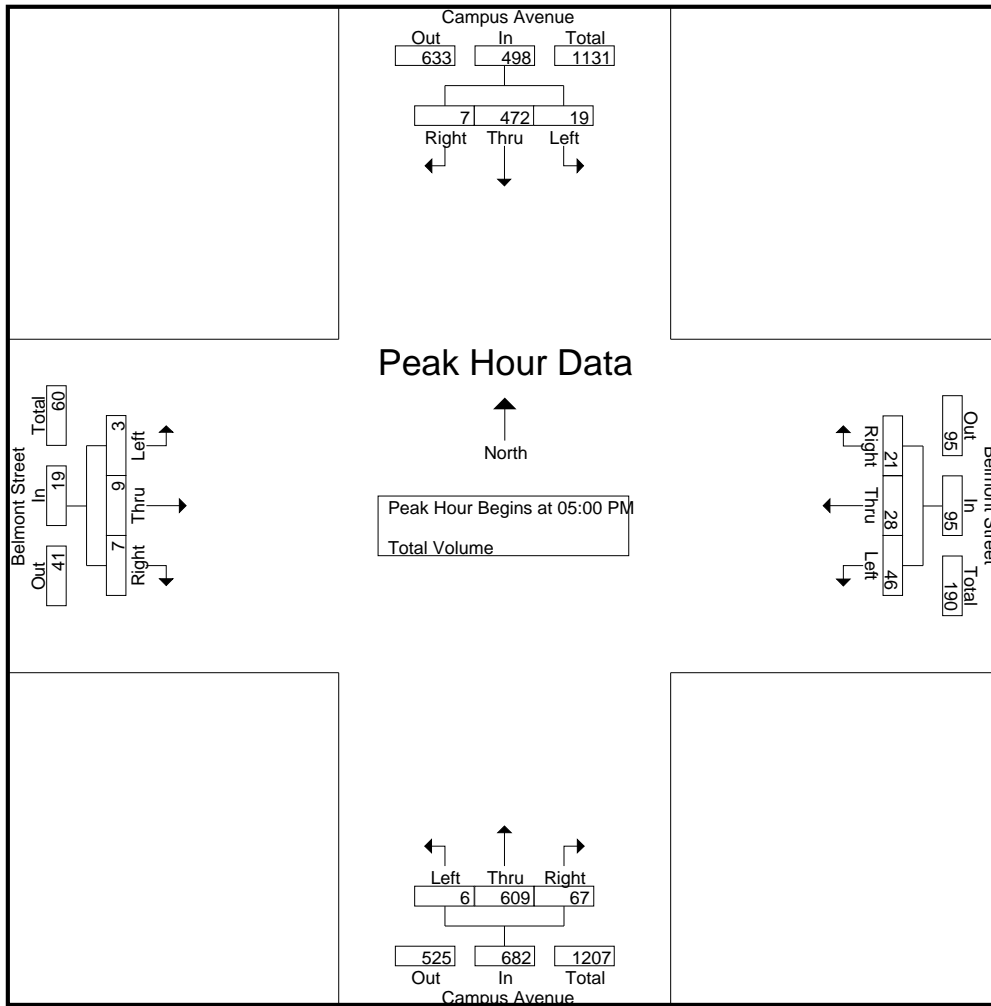 Campus Avenue
Out In Total
633 498 1131
7 472 19
Right Thru Left
Peak Hour Data
North
Peak Hour Begins at 05:00 PM
Total Volume
Belmont Street
Out In Total
41 19 60
Left Thru Right
3 9 7
Belmont Street
Out In Total
95 95 190
Right Thru Left
21 28 46
Left Thru Right
6 609 67
525 682 1207
Out In Total
Campus Avenue